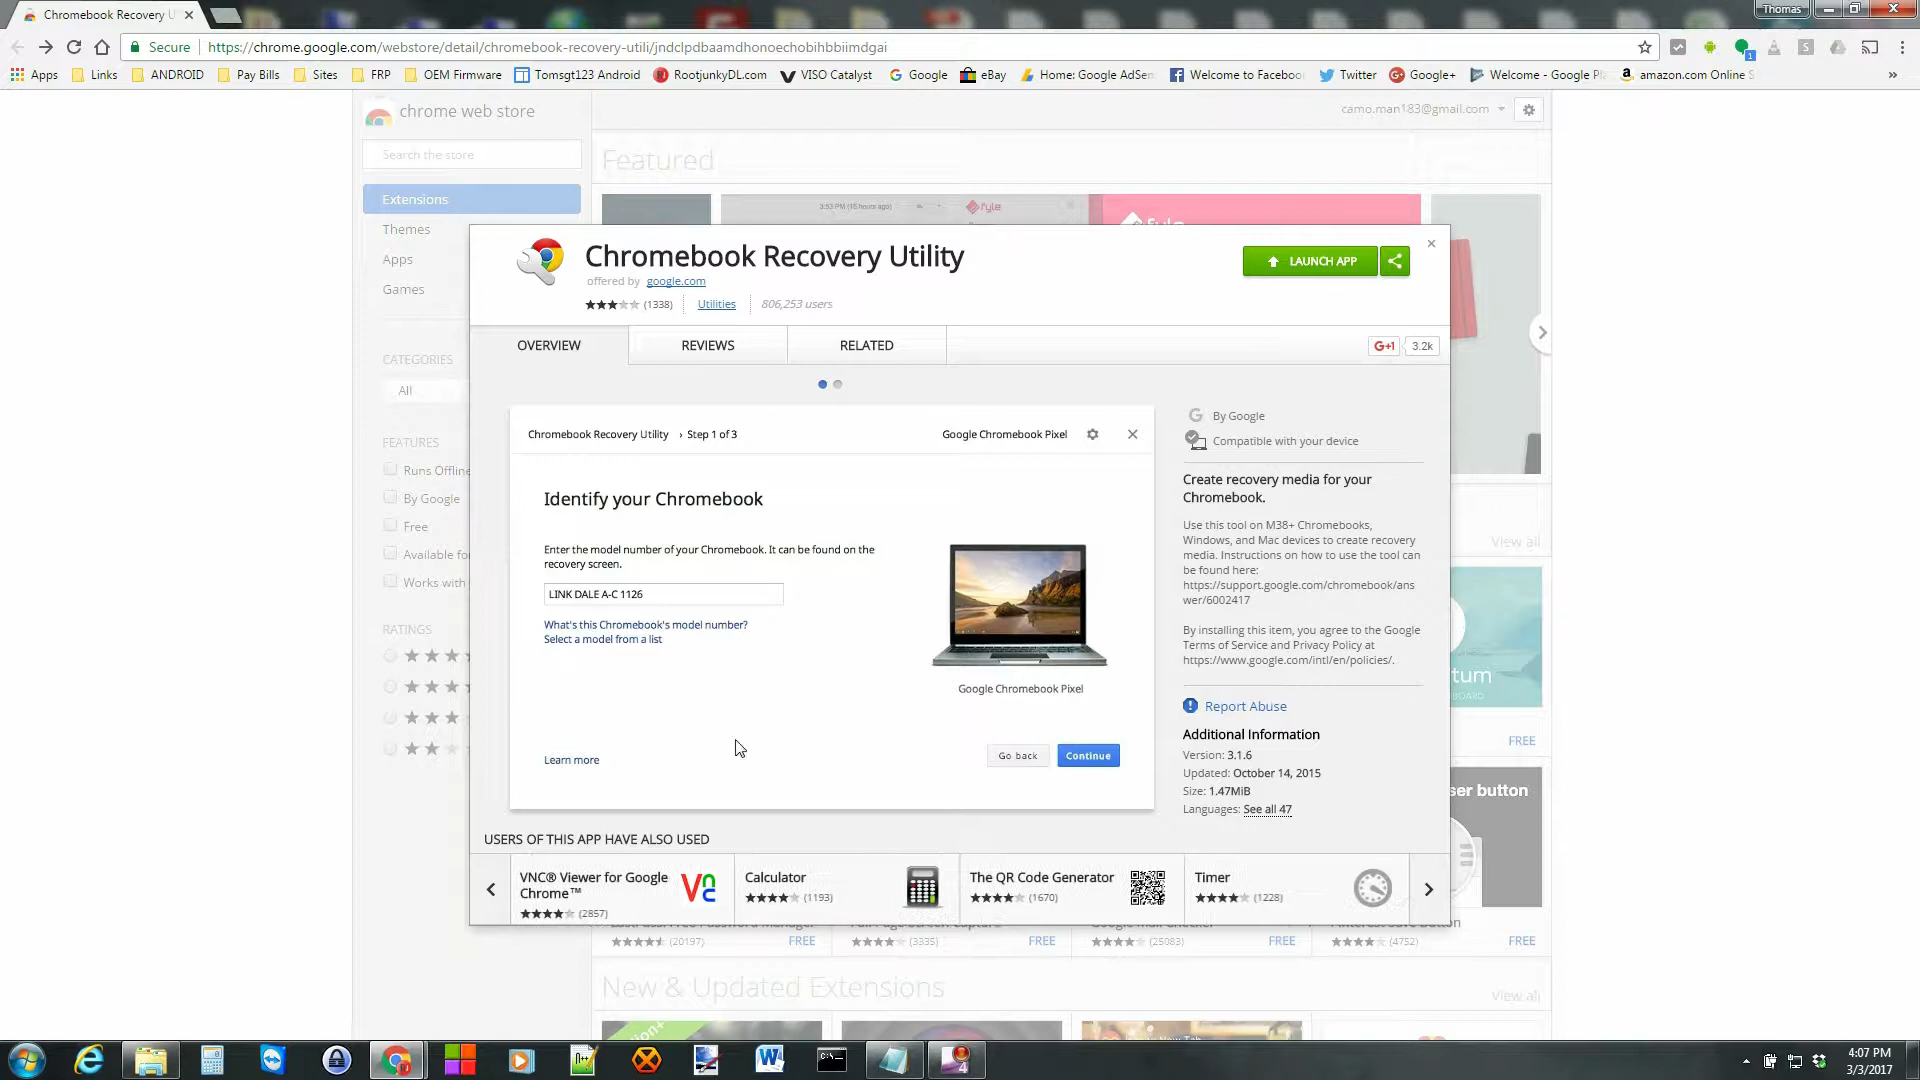 Chromebook Recovery U
Thomas
Secure
https://chrome.google.com/webstore/detail/chromebook-recovery-utili/jndclpdbaamdhonoechobihbbiimdgai
Apps
Links
ANDROID
Pay Bills
Sites
FRP
OEM Firmware
Tomsgt123 Android
RootjunkyDL.com
VISO Catalyst
Google
eBay
Home: Google AdSen
Welcome to Faceboo
Twitter
Google+
Welcome - Google Pl
amazon.com Online S
chrome web store
camo.man183@gmail.com
Search the store
Featured
Extensions
Themes
Apps
Games
3:53 PM (15 hours ago)
fyle
CATEGORIES
All
FEATURES
Runs Offline
By Google
Free
Available fo
Works with
RATINGS
Chromebook Recovery Utility
offered by google.com
(1338)
Utilities
806,253 users
LAUNCH APP
OVERVIEW
REVIEWS
RELATED
G+1
3.2k
Chromebook Recovery Utility › Step 1 of 3
Google Chromebook Pixel
Identify your Chromebook
Enter the model number of your Chromebook. It can be found on the
recovery screen.
LINK DALE A-C 1126
What's this Chromebook's model number?
Select a model from a list
Google Chromebook Pixel
Learn more
Go back
Continue
By Google
Compatible with your device
Create recovery media for your
Chromebook.
Use this tool on M38+ Chromebooks,
Windows, and Mac devices to create recovery
media. Instructions on how to use the tool can
be found here:
https://support.google.com/chromebook/ans
wer/6002417
By installing this item, you agree to the Google
Terms of Service and Privacy Policy at
https://www.google.com/intl/en/policies/.
Report Abuse
Additional Information
Version: 3.1.6
Updated: October 14, 2015
Size: 1.47MiB
Languages: See all 47
View all
tum
BOARD
FREE
ser button
USERS OF THIS APP HAVE ALSO USED
VNC® Viewer for Google
Chrome™
(2857)
Calculator
(1193)
The QR Code Generator
(1670)
Timer
(1228)
(20197)
FREE
(3335)
FREE
(25083)
FREE
(4752)
FREE
New & Updated Extensions
View all
4:07 PM
3/3/2017